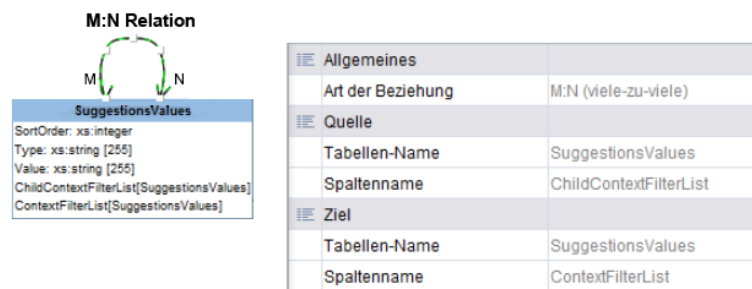 M:N Relation
M N
SuggestionsValues
SortOrder: xs:integer
Type: xs:string [255]
Value: xs:string [255]
ChildContextFilterList[SuggestionsValues]
ContextFilterList[SuggestionsValues]
Allgemeines
Art der Beziehung M:N (viele-zu-viele)
Quelle
Tabellen-Name SuggestionsValues
Spaltenname ChildContextFilterList
Ziel
Tabellen-Name SuggestionsValues
Spaltenname ContextFilterList